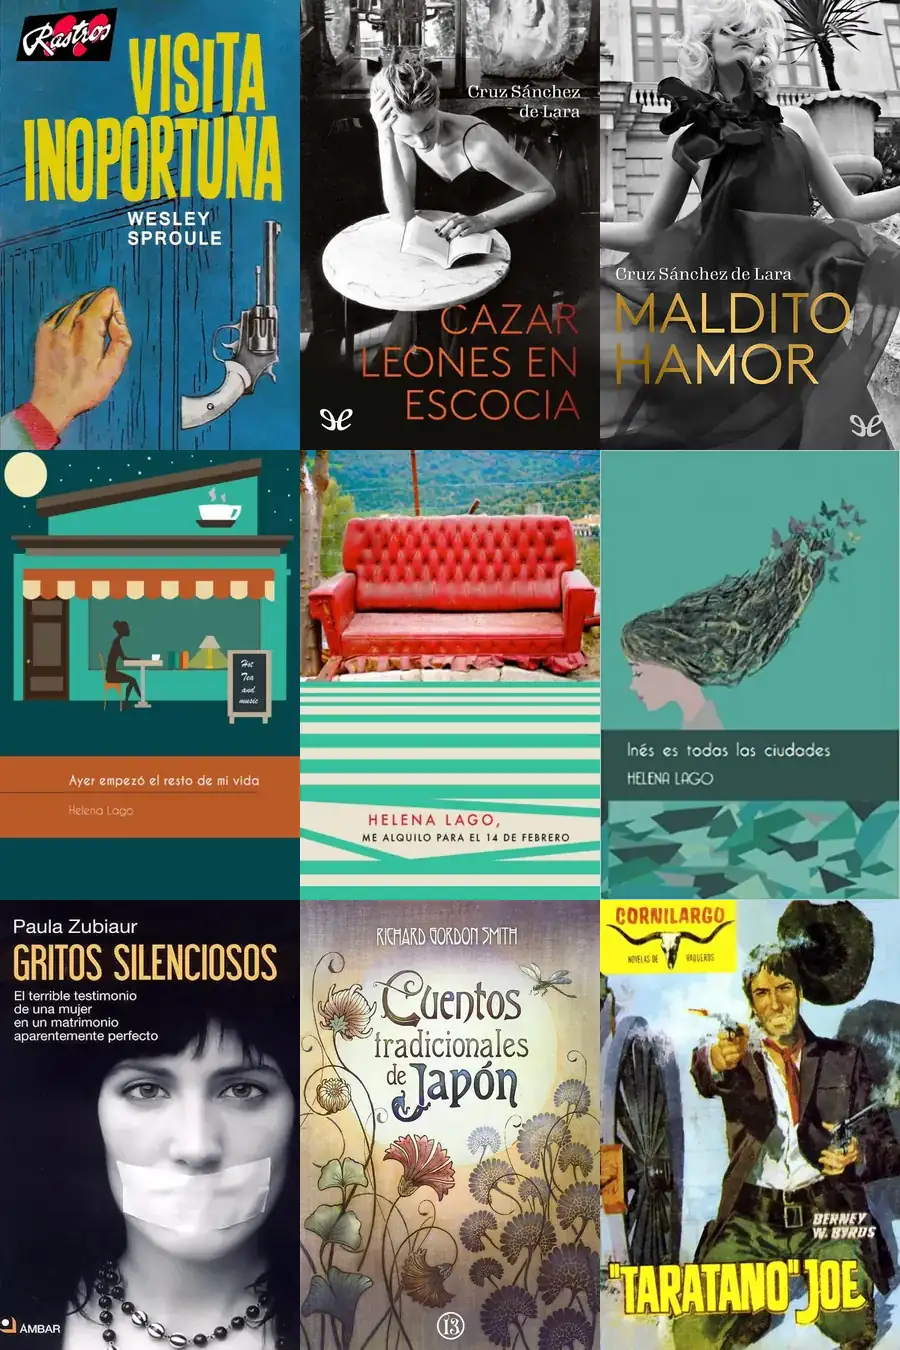 Rastros
VISITA
INOPORTUNA
WESLEY
SPROULE
Cruz Sánchez
de Lara
CAZAR
LEONES EN
ESCOCIA
Cruz Sánchez de Lara
MALDITO
HAMOR
Hot
Tea
and
music
Ayer empezó el resto de mi vida
Helena Lago
HELENA LAGO,
ME ALQUILO PARA EL 14 DE FEBRERO
Inés es todas las ciudades
HELENA LAGO
Paula Zubiaur
GRITOS SILENCIOSOS
El terrible testimonio
de una mujer
en un matrimonio
aparentemente perfecto
ÁMBAR
RICHARD GORDON SMITH
Cuentos
tradicionales
de Japón
13
CORNILARGO
NOVELAS DE VAQUEROS
BERNEY
W. BYRDS
"TARATANO" JOE